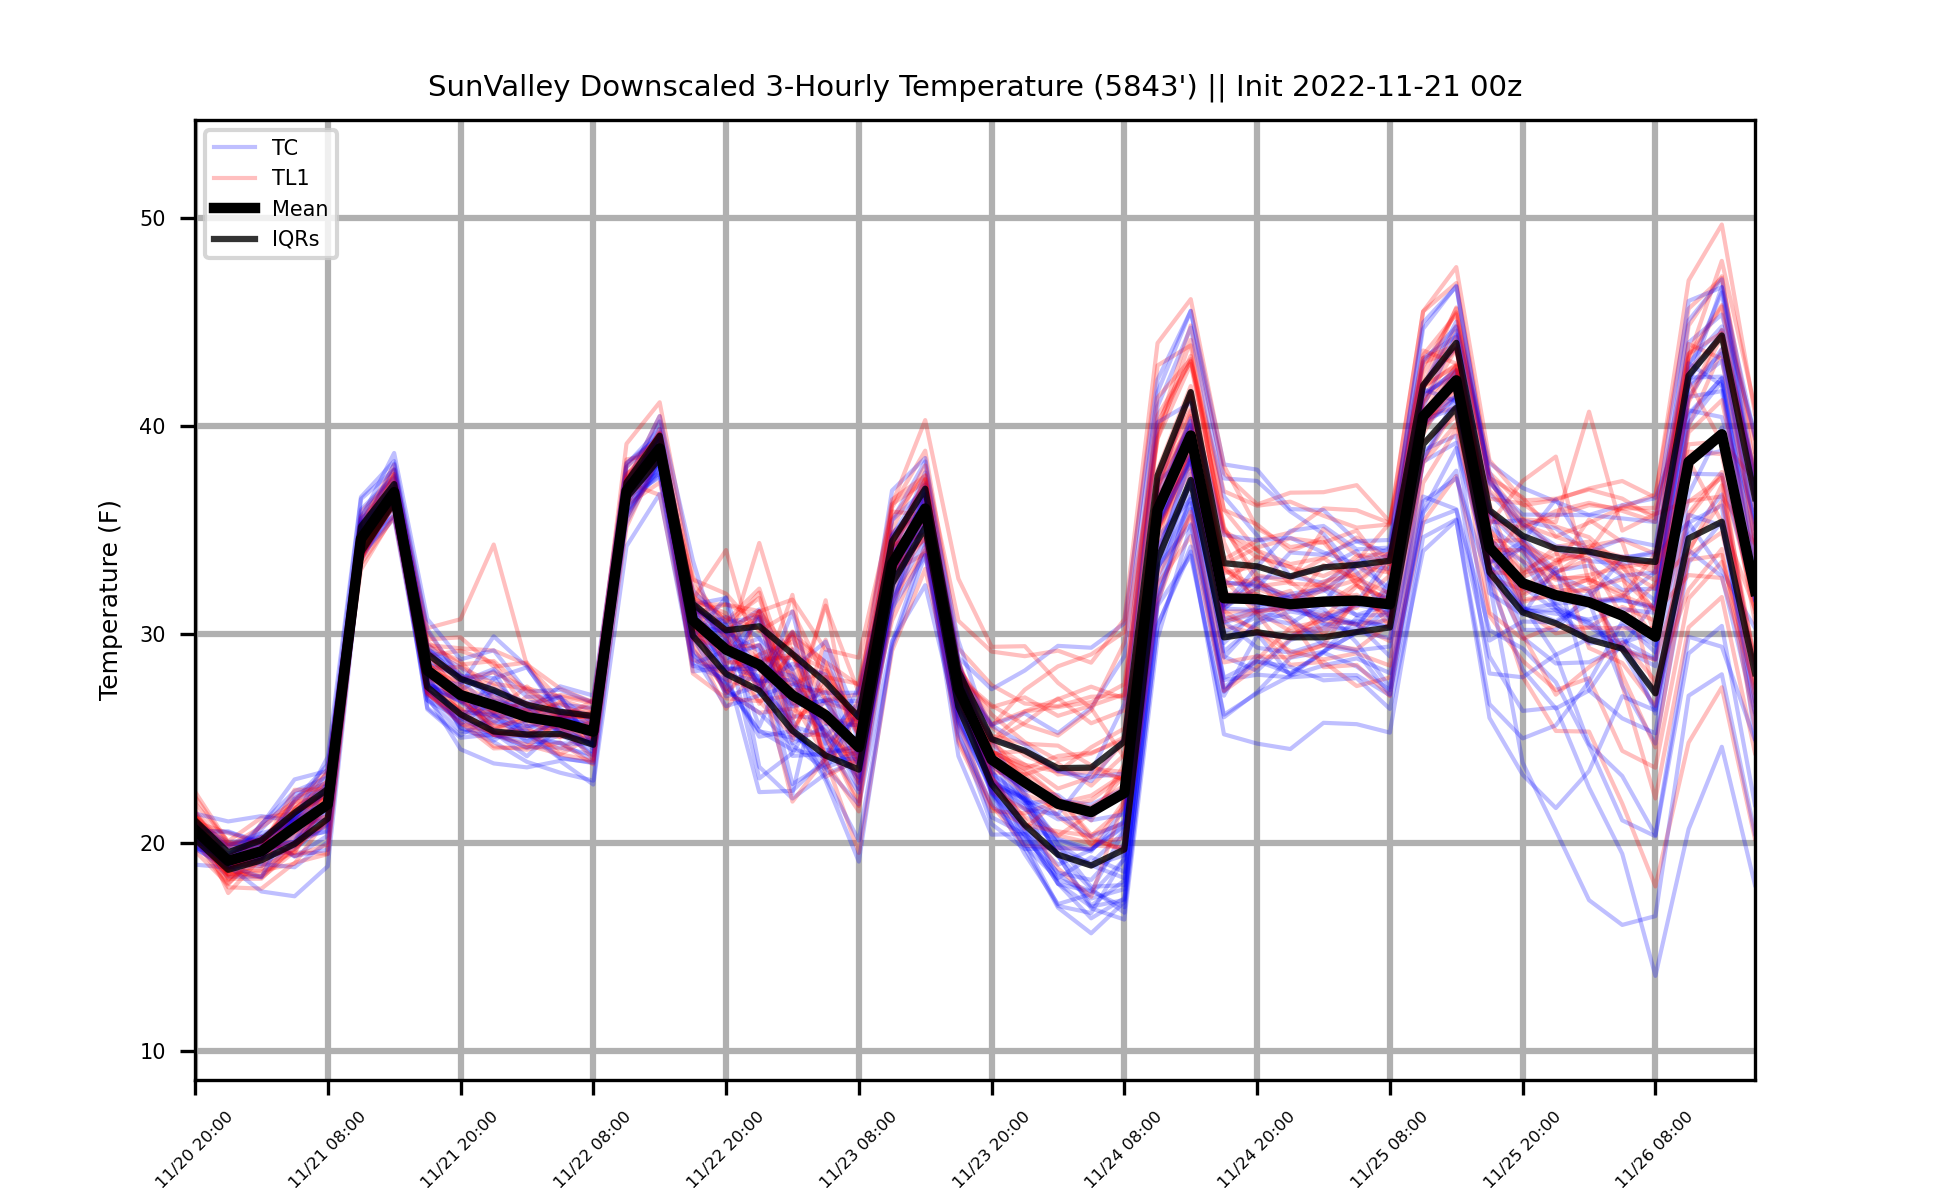 SunValley Downscaled 3-Hourly Temperature (5843') || Init 2022-11-21 00z
TC
TL1
Mean
IQRs
Temperature (F)
50
40
30
20
10
11/20 20:00
11/21 08:00
11/21 20:00
11/22 08:00
11/22 20:00
11/23 08:00
11/23 20:00
11/24 08:00
11/24 20:00
11/25 08:00
11/25 20:00
11/26 08:00